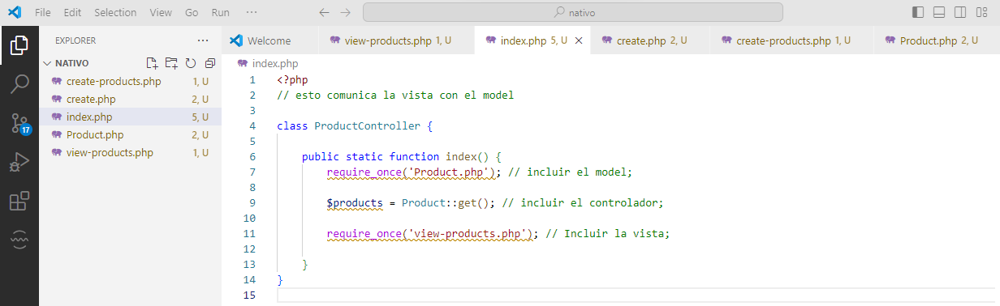 File Edit Selection View Go Run ··· nativo
EXPLORER ···
Welcome view-products.php 1, U index.php 5, U create.php 2, U create-products.php 1, U Product.php 2, U
NATIVO
create-products.php 1, U
create.php 2, U
index.php 5, U
Product.php 2, U
view-products.php 1, U
17
index.php
1 <?php
2 // esto comunica la vista con el model
3
4 class ProductController {
5
6 public static function index() {
7 require_once('Product.php'); // incluir el model;
8
9 $products = Product::get(); // incluir el controlador;
10
11 require_once('view-products.php'); // Incluir la vista;
12
13 }
14 }
15